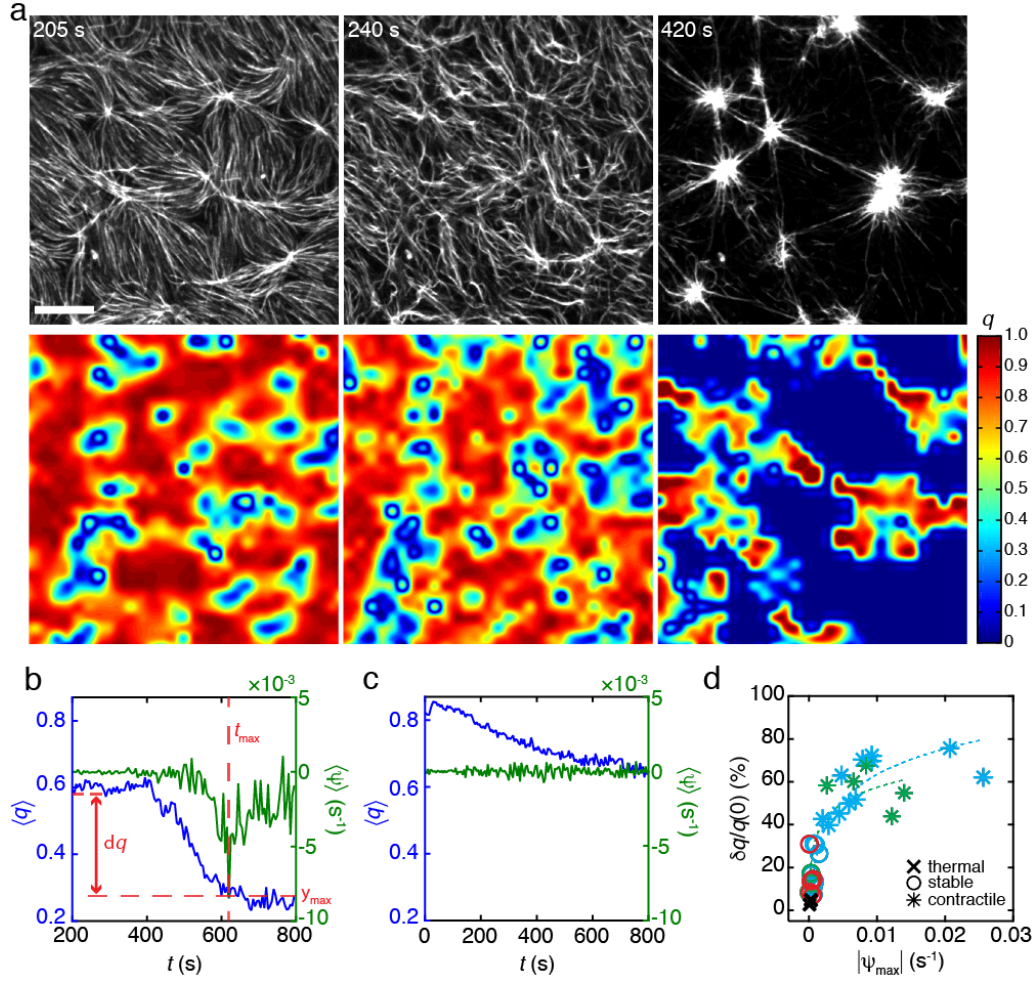 a
205 s
240 s
420 s
q
1.0
0.9
0.8
0.7
0.6
0.5
0.4
0.3
0.2
0.1
0
b
×10⁻³
0.8
0.6
0.4
0.2
⟨q⟩
dq
t_max
y_max
5
0
-5
-10
⟨ψ⟩ (s⁻¹)
200 400 600 800
t (s)
c
×10⁻³
0.8
0.6
0.4
0.2
⟨q⟩
5
0
-5
-10
⟨ψ⟩ (s⁻¹)
0 200 400 600 800
t (s)
d
100
80
60
40
20
0
δq/q(0) (%)
thermal
stable
contractile
0 0.01 0.02 0.03
|ψ_max| (s⁻¹)